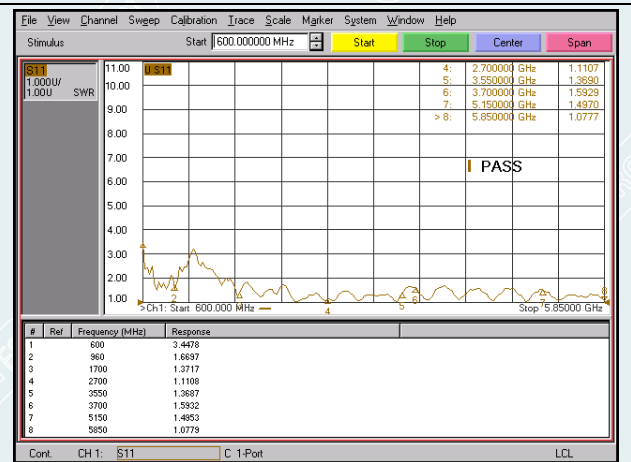 File View Channel Sweep Calibration Trace Scale Marker System Window Help
Stimulus Start 600.000000 MHz Start Stop Center Span
S11
1.000U/
1.00U SWR
11.00
10.00
9.00
8.00
7.00
6.00
5.00
4.00
3.00
2.00
1.00
U S11
4: 2.700000 GHz 1.1107
5: 3.550000 GHz 1.3690
6: 3.700000 GHz 1.5929
7: 5.150000 GHz 1.4970
> 8: 5.850000 GHz 1.0777
PASS
2 4 5 6 7 8
>Ch1: Start 600.000 MHz Stop 5.85000 GHz
# Ref Frequency (MHz) Response
1 600 3.4478
2 960 1.6697
3 1700 1.3717
4 2700 1.1108
5 3550 1.3687
6 3700 1.5932
7 5150 1.4953
8 5850 1.0779
Cont. CH 1: S11 C 1-Port LCL